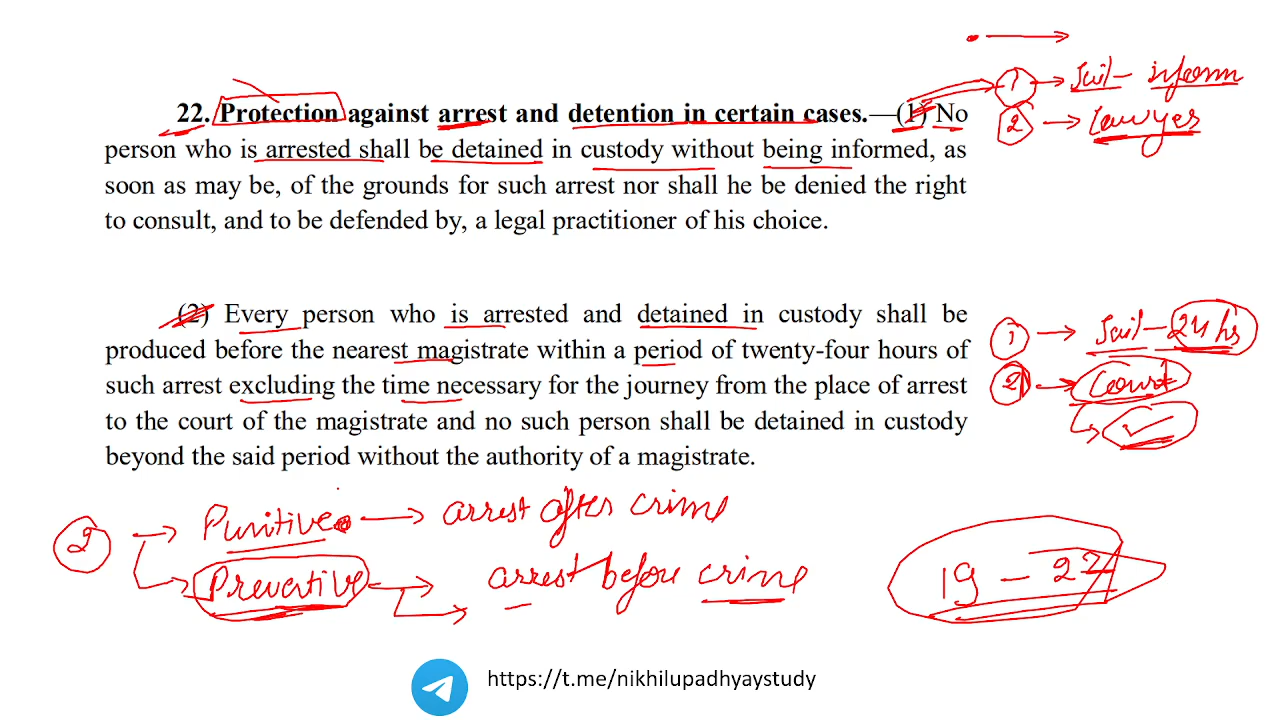 22. Protection against arrest and detention in certain cases.—(1) No
person who is arrested shall be detained in custody without being informed, as
soon as may be, of the grounds for such arrest nor shall he be denied the right
to consult, and to be defended by, a legal practitioner of his choice.
1 → Jail – inform
2 → Lawyer
(2) Every person who is arrested and detained in custody shall be
produced before the nearest magistrate within a period of twenty-four hours of
such arrest excluding the time necessary for the journey from the place of arrest
to the court of the magistrate and no such person shall be detained in custody
beyond the said period without the authority of a magistrate.
1 → Jail – 24 hs
2 → Court
2 → Punitive → arrest after crime
Preventive → arrest before crime
19 – 22
https://t.me/nikhilupadhyaystudy